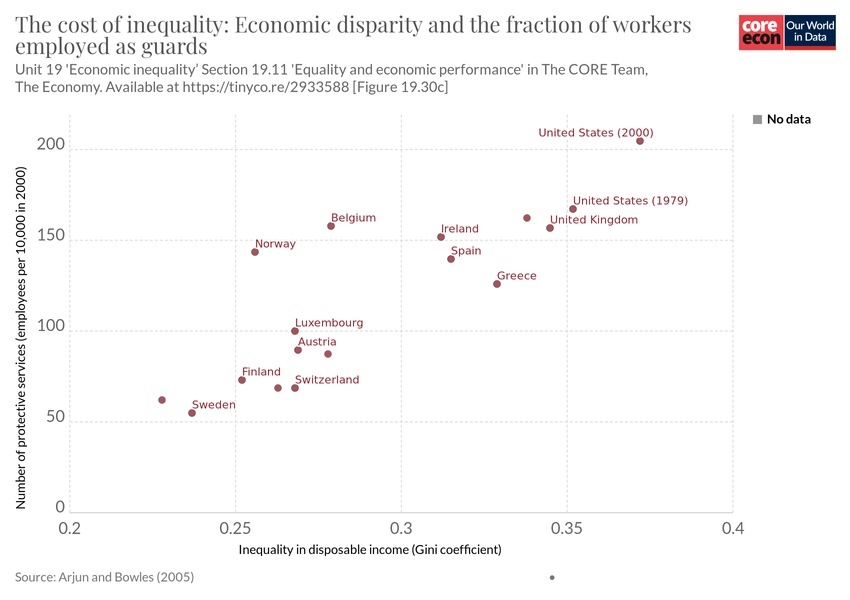 The cost of inequality: Economic disparity and the fraction of workers
employed as guards
core
econ
Our World
in Data
Unit 19 'Economic inequality' Section 19.11 'Equality and economic performance' in The CORE Team,
The Economy. Available at https://tinyco.re/2933588 [Figure 19.30c]
No data
Number of protective services (employees per 10,000 in 2000)
200
150
100
50
0
United States (2000)
United States (1979)
Belgium
United Kingdom
Ireland
Norway
Spain
Greece
Luxembourg
Austria
Finland
Switzerland
Sweden
0.2
0.25
0.3
0.35
0.4
Inequality in disposable income (Gini coefficient)
Source: Arjun and Bowles (2005)